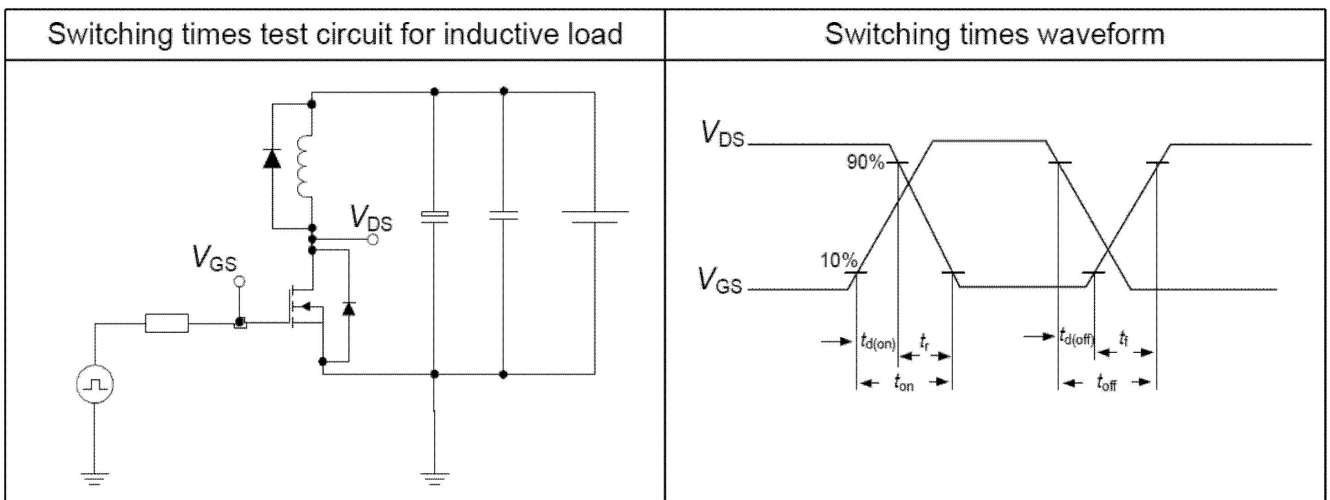 Switching times test circuit for inductive load
Switching times waveform
VDS
VGS
VDS
90%
10%
VGS
td(on)
tr
td(off)
tf
ton
toff